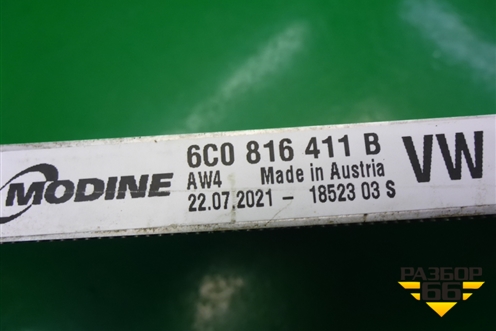 MODINE
6C0 816 411 B
AW4 Made in Austria
22.07.2021 - 18523 03 S
VW
РАЗБОР
66